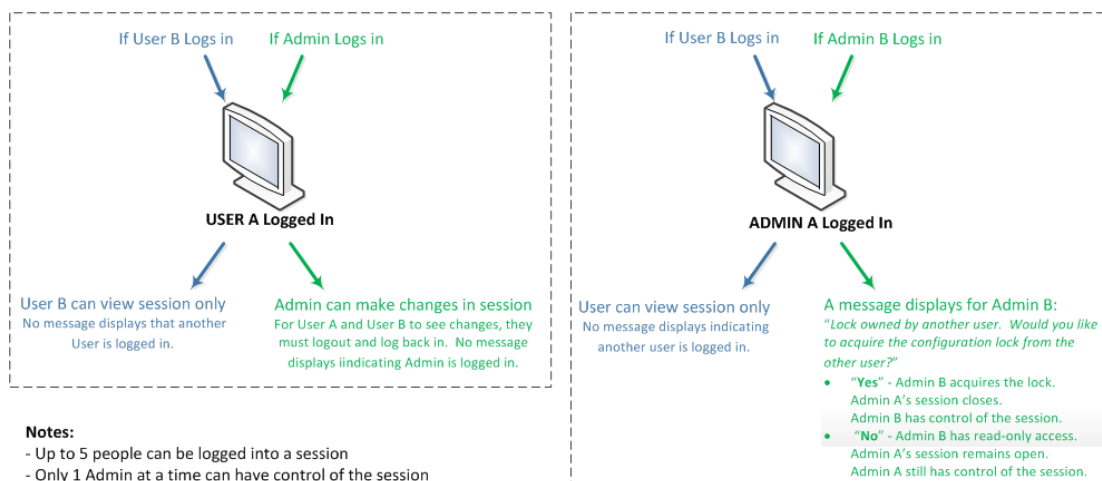 If User B Logs in
If Admin Logs in
USER A Logged In
User B can view session only
No message displays that another
User is logged in.
Admin can make changes in session
For User A and User B to see changes, they
must logout and log back in.  No message
displays iindicating Admin is logged in.
Notes:
- Up to 5 people can be logged into a session
- Only 1 Admin at a time can have control of the session
If User B Logs in
If Admin B Logs in
ADMIN A Logged In
User can view session only
No message displays indicating
another user is logged in.
A message displays for Admin B:
“Lock owned by another user.  Would you like
to acquire the configuration lock from the
other user?”
• “Yes” - Admin B acquires the lock.
Admin A’s session closes.
Admin B has control of the session.
• “No” - Admin B has read-only access.
Admin A’s session remains open.
Admin A still has control of the session.